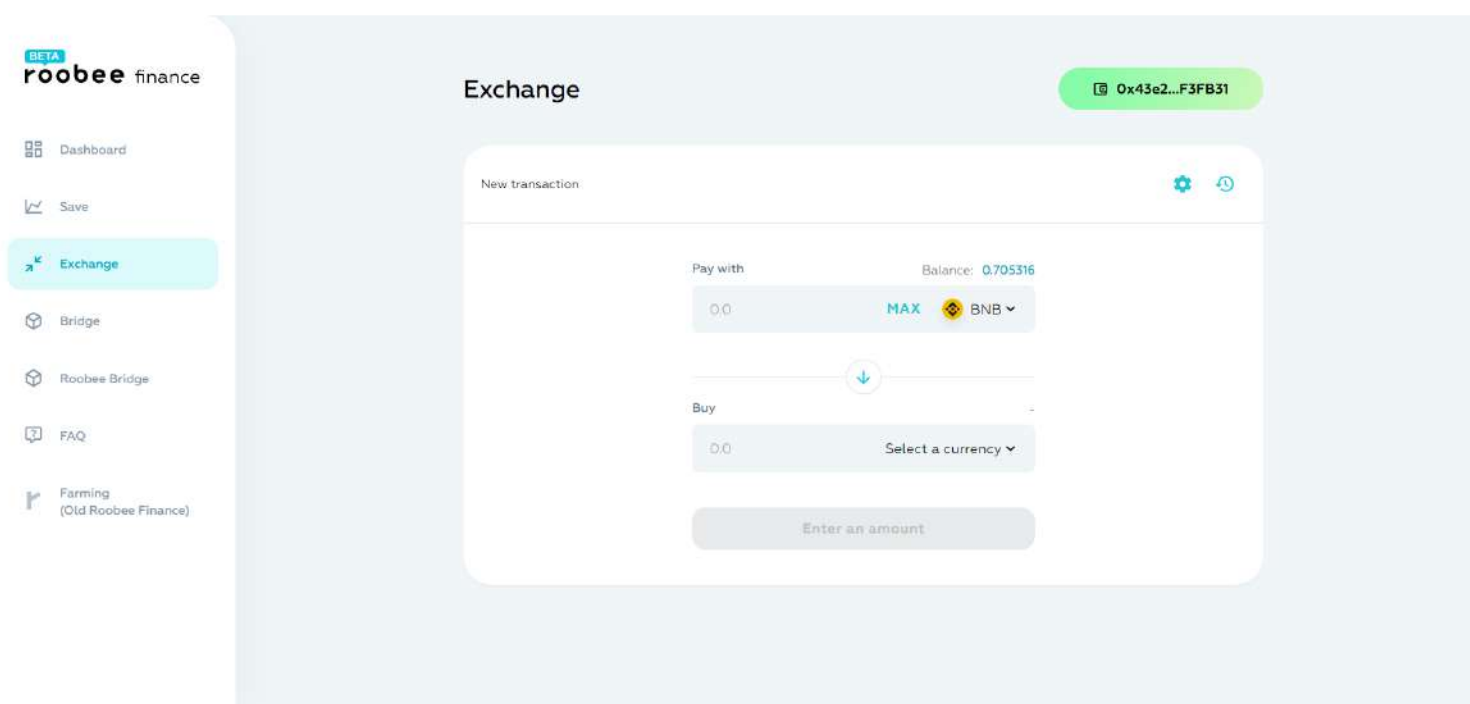 BETA
roobee finance
Dashboard
Save
Exchange
Bridge
Roobee Bridge
FAQ
Farming
(Old Roobee Finance)
Exchange
0x43e2...F3FB31
New transaction
Pay with
Balance: 0.705316
0.0 MAX BNB
Buy -
0.0 Select a currency
Enter an amount